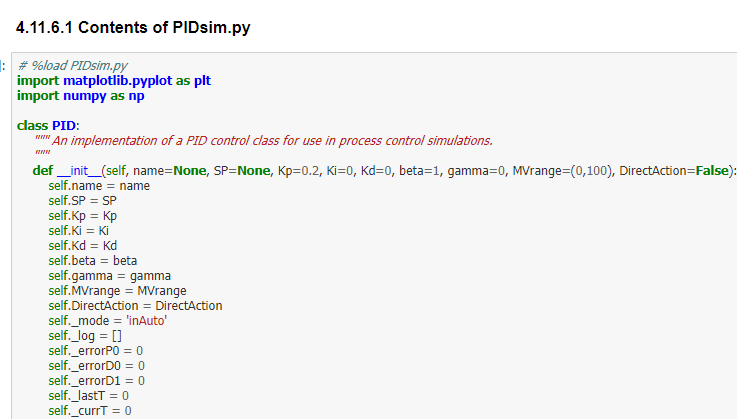 4.11.6.1 Contents of PIDsim.py
]: # %load PIDsim.py
import matplotlib.pyplot as plt
import numpy as np
class PID:
""" An implementation of a PID control class for use in process control simulations.
"""
def __init__(self, name=None, SP=None, Kp=0.2, Ki=0, Kd=0, beta=1, gamma=0, MVrange=(0,100), DirectAction=False):
self.name = name
self.SP = SP
self.Kp = Kp
self.Ki = Ki
self.Kd = Kd
self.beta = beta
self.gamma = gamma
self.MVrange = MVrange
self.DirectAction = DirectAction
self._mode = 'inAuto'
self._log = []
self._errorP0 = 0
self._errorD0 = 0
self._errorD1 = 0
self._lastT = 0
self._currT = 0